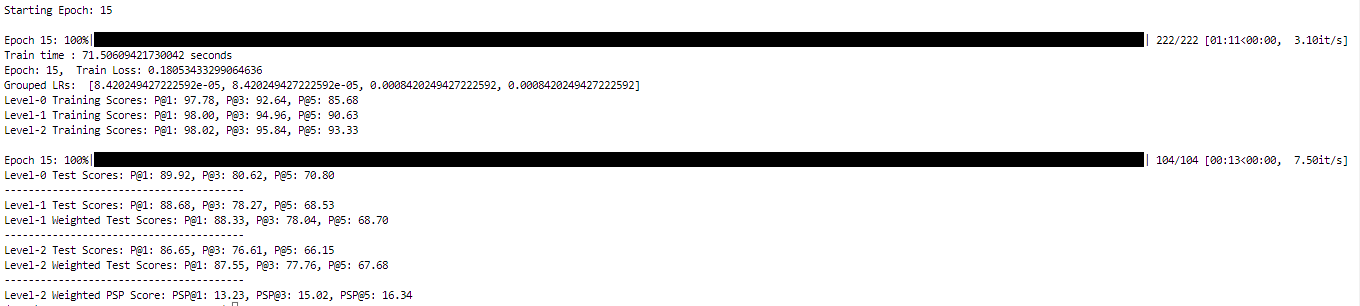 Starting Epoch: 15
Epoch 15: 100%| | 222/222 [01:11<00:00, 3.10it/s]
Train time : 71.50609421730042 seconds
Epoch: 15, Train Loss: 0.18053433299064636
Grouped LRs: [8.420249427222592e-05, 8.420249427222592e-05, 0.0008420249427222592, 0.0008420249427222592]
Level-0 Training Scores: P@1: 97.78, P@3: 92.64, P@5: 85.68
Level-1 Training Scores: P@1: 98.00, P@3: 94.96, P@5: 90.63
Level-2 Training Scores: P@1: 98.02, P@3: 95.84, P@5: 93.33
Epoch 15: 100%| | 104/104 [00:13<00:00, 7.50it/s]
Level-0 Test Scores: P@1: 89.92, P@3: 80.62, P@5: 70.80
----------------------------------------
Level-1 Test Scores: P@1: 88.68, P@3: 78.27, P@5: 68.53
Level-1 Weighted Test Scores: P@1: 88.33, P@3: 78.04, P@5: 68.70
----------------------------------------
Level-2 Test Scores: P@1: 86.65, P@3: 76.61, P@5: 66.15
Level-2 Weighted Test Scores: P@1: 87.55, P@3: 77.76, P@5: 67.68
----------------------------------------
Level-2 Weighted PSP Score: PSP@1: 13.23, PSP@3: 15.02, PSP@5: 16.34